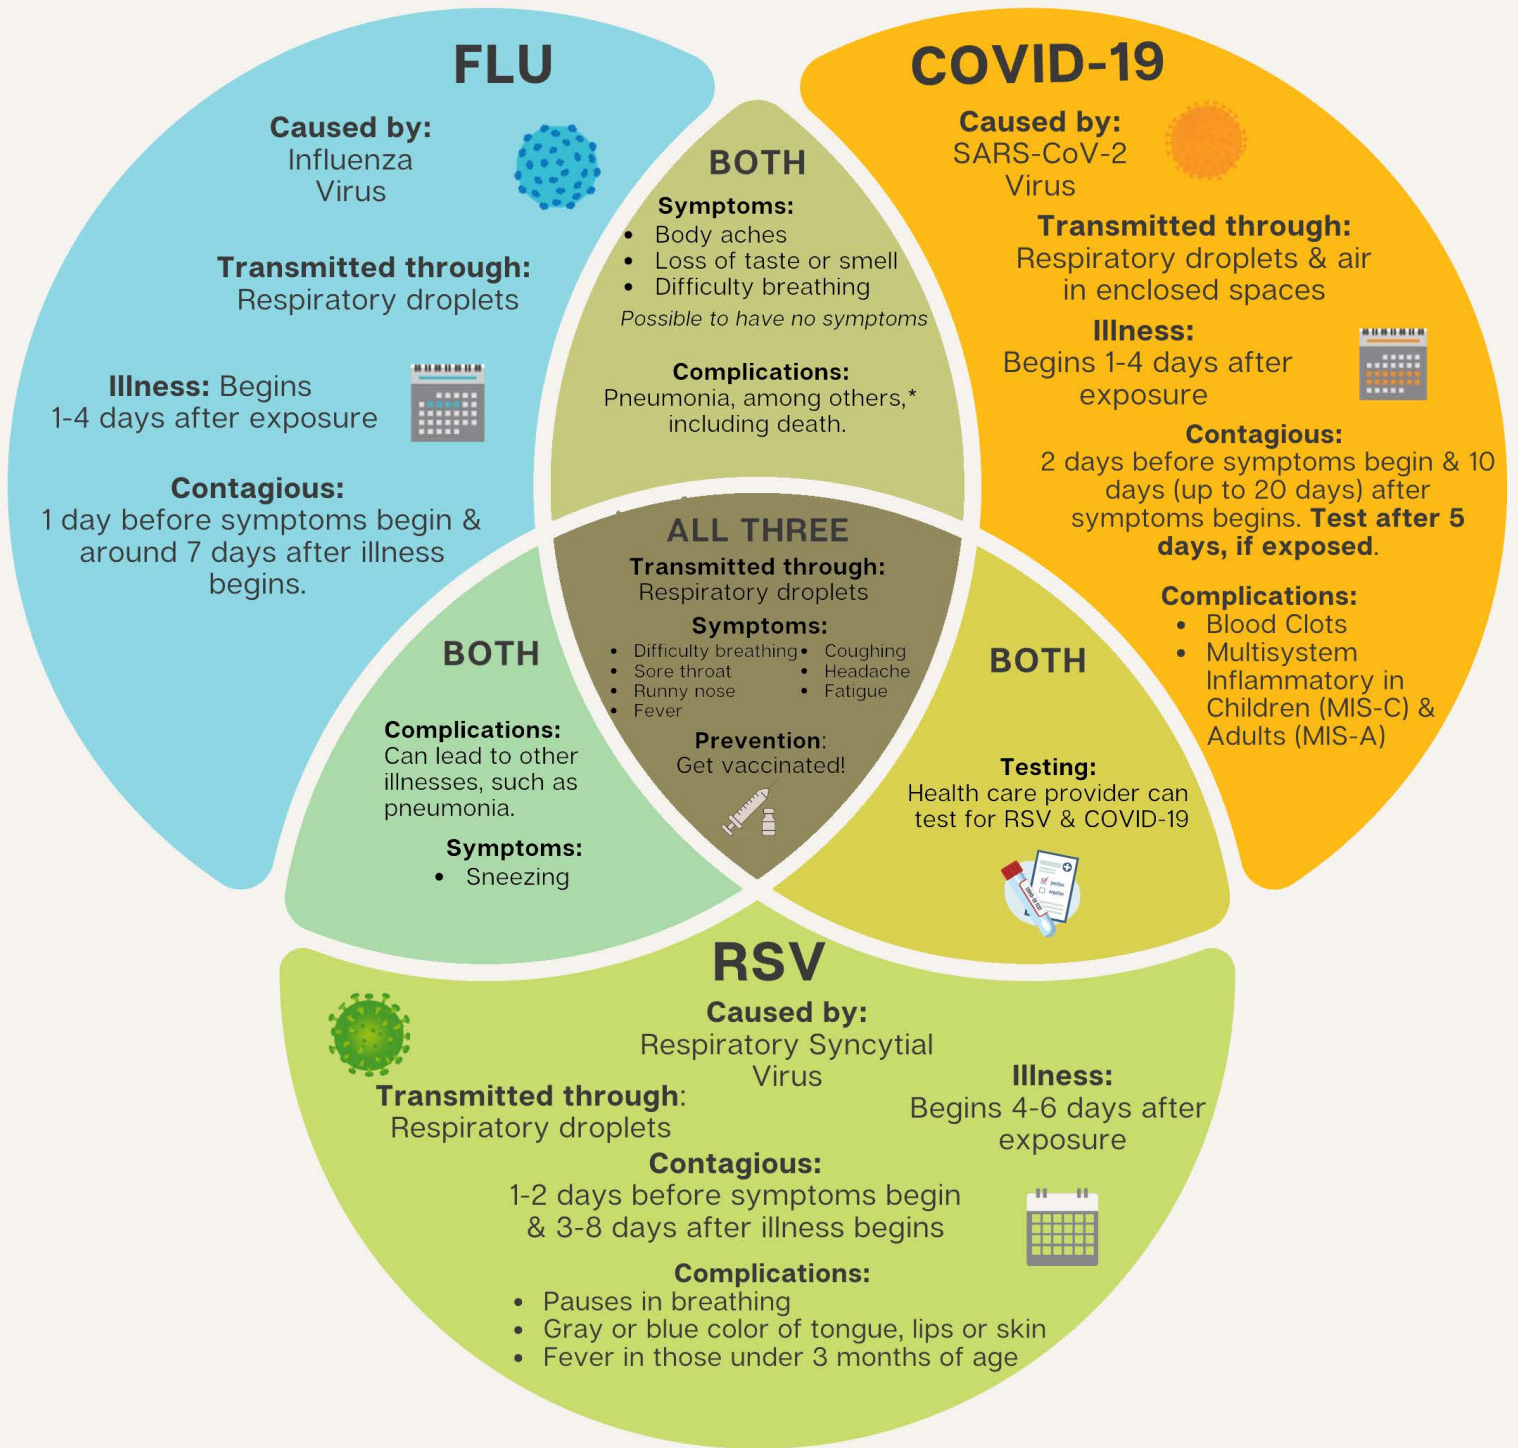 FLU
Caused by:
Influenza
Virus
Transmitted through:
Respiratory droplets
Illness: Begins
1-4 days after exposure
Contagious:
1 day before symptoms begin &
around 7 days after illness
begins.
BOTH
Symptoms:
• Body aches
• Loss of taste or smell
• Difficulty breathing
Possible to have no symptoms
Complications:
Pneumonia, among others,*
including death.
COVID-19
Caused by:
SARS-CoV-2
Virus
Transmitted through:
Respiratory droplets & air
in enclosed spaces
Illness:
Begins 1-4 days after
exposure
Contagious:
2 days before symptoms begin & 10
days (up to 20 days) after
symptoms begins. Test after 5
days, if exposed.
Complications:
• Blood Clots
• Multisystem
Inflammatory in
Children (MIS-C) &
Adults (MIS-A)
ALL THREE
Transmitted through:
Respiratory droplets
Symptoms:
• Difficulty breathing
• Sore throat
• Runny nose
• Fever
• Coughing
• Headache
• Fatigue
Prevention:
Get vaccinated!
BOTH
Complications:
Can lead to other
illnesses, such as
pneumonia.
Symptoms:
• Sneezing
BOTH
Testing:
Health care provider can
test for RSV & COVID-19
RSV
Caused by:
Respiratory Syncytial
Virus
Transmitted through:
Respiratory droplets
Illness:
Begins 4-6 days after
exposure
Contagious:
1-2 days before symptoms begin
& 3-8 days after illness begins
Complications:
• Pauses in breathing
• Gray or blue color of tongue, lips or skin
• Fever in those under 3 months of age